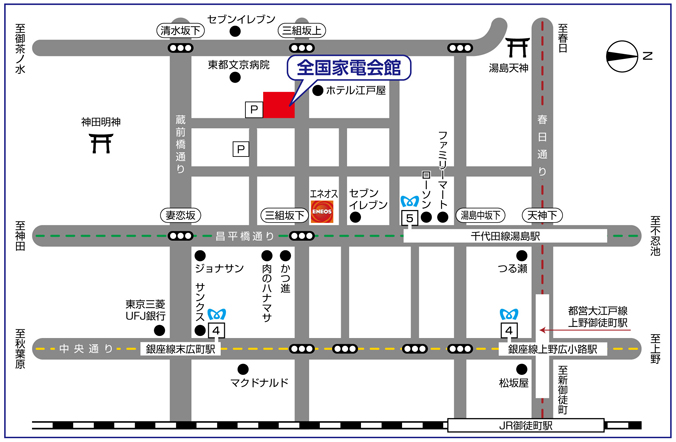 セブンイレブン
至御茶ノ水
清水坂下
三組坂上
至春日
東都文京病院
全国家電会館
湯島天神
N
ホテル江戸屋
P
神田明神
蔵前橋通り
春日通り
P
ファミリーマート
ローソン
エネオス
ENEOS
セブン
イレブン
5
妻恋坂
三組坂下
湯島中坂下
天神下
至神田
昌平橋通り
千代田線湯島駅
至不忍池
ジョナサン
肉のハナマサ
かつ進
つる瀬
サンクス
東京三菱
UFJ銀行
4
4
都営大江戸線
上野御徒町駅
至秋葉原
中央通り
銀座線末広町駅
銀座線上野広小路駅
至上野
マクドナルド
松坂屋
至新御徒町
JR御徒町駅